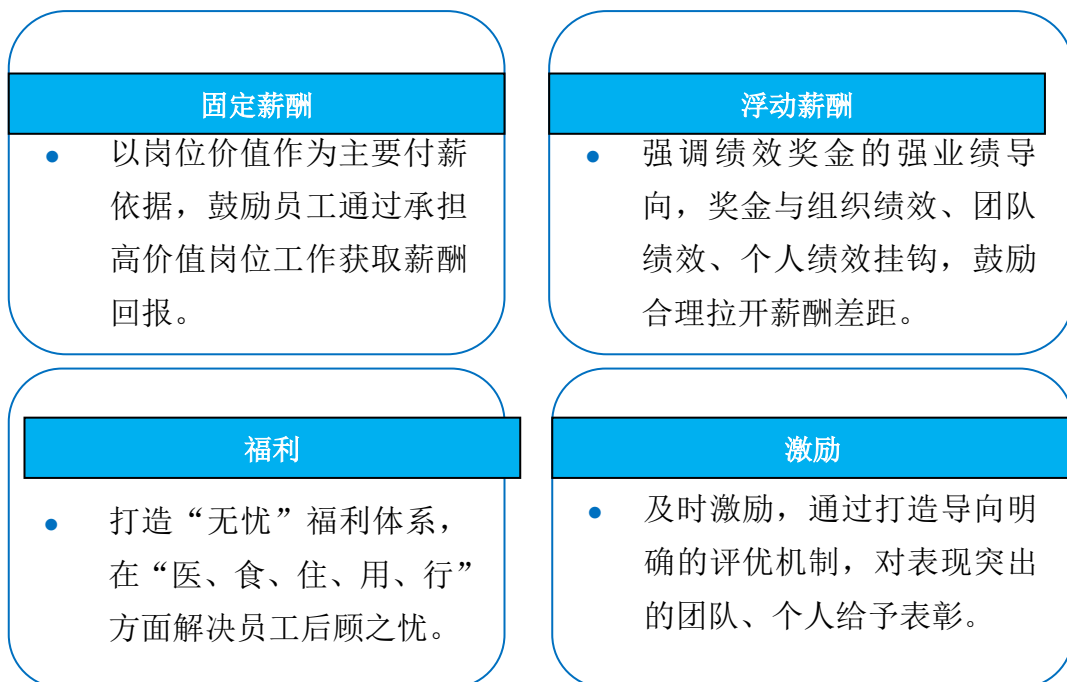 固定薪酬
以岗位价值作为主要付薪
依据，鼓励员工通过承担
高价值岗位工作获取薪酬
回报。
浮动薪酬
强调绩效奖金的强业绩导
向，奖金与组织绩效、团队
绩效、个人绩效挂钩，鼓励
合理拉开薪酬差距。
福利
打造“无忧”福利体系，
在“医、食、住、用、行”
方面解决员工后顾之忧。
激励
及时激励，通过打造导向明
确的评优机制，对表现突出
的团队、个人给予表彰。